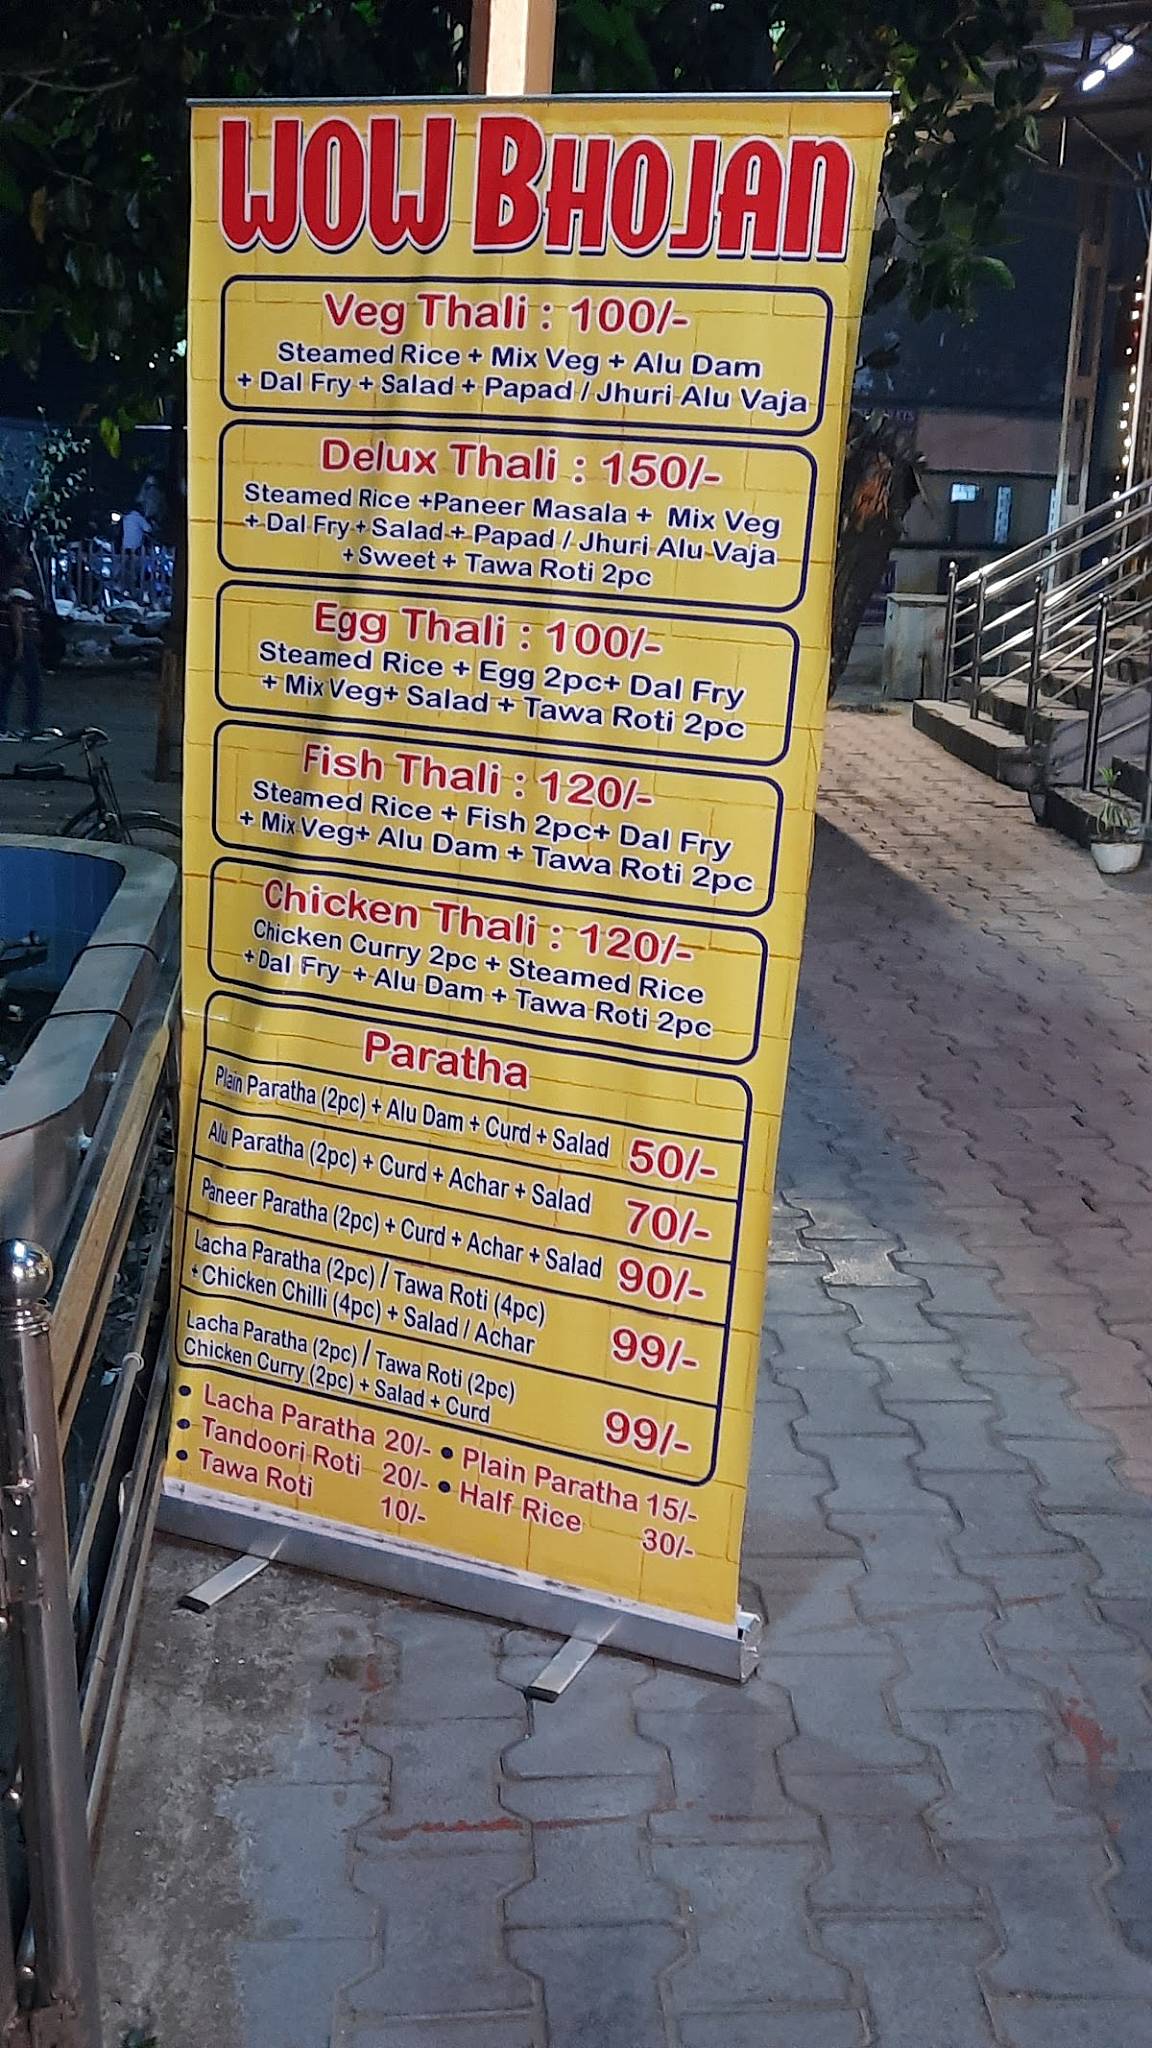 WOW BHOJAN
Veg Thali : 100/-
Steamed Rice + Mix Veg + Alu Dam
+ Dal Fry + Salad + Papad / Jhuri Alu Vaja
Delux Thali : 150/-
Steamed Rice +Paneer Masala + Mix Veg
+ Dal Fry + Salad + Papad / Jhuri Alu Vaja
+Sweet + Tawa Roti 2pc
Egg Thali : 100/-
Steamed Rice + Egg 2pc+ Dal Fry
+ Mix Veg+ Salad + Tawa Roti 2pc
Fish Thali : 120/-
Steamed Rice + Fish 2pc+ Dal Fry
+ Mix Veg+ Alu Dam + Tawa Roti 2pc
Chicken Thali : 120/-
Chicken Curry 2pc + Steamed Rice
+Dal Fry + Alu Dam + Tawa Roti 2pc
Paratha
Plain Paratha (2pc) + Alu Dam + Curd + Salad 50/-
Alu Paratha (2pc) + Curd + Achar + Salad 70/-
Paneer Paratha (2pc) + Curd + Achar + Salad 90/-
Lacha Paratha (2pc) / Tawa Roti (4pc)
+Chicken Chilli (4pc) + Salad / Achar 99/-
Lacha Paratha (2pc) / Tawa Roti (2pc)
Chicken Curry (2pc) + Salad + Curd 99/-
• Lacha Paratha 20/- • Plain Paratha 15/-
• Tandoori Roti 20/- • Half Rice 30/-
• Tawa Roti 10/-